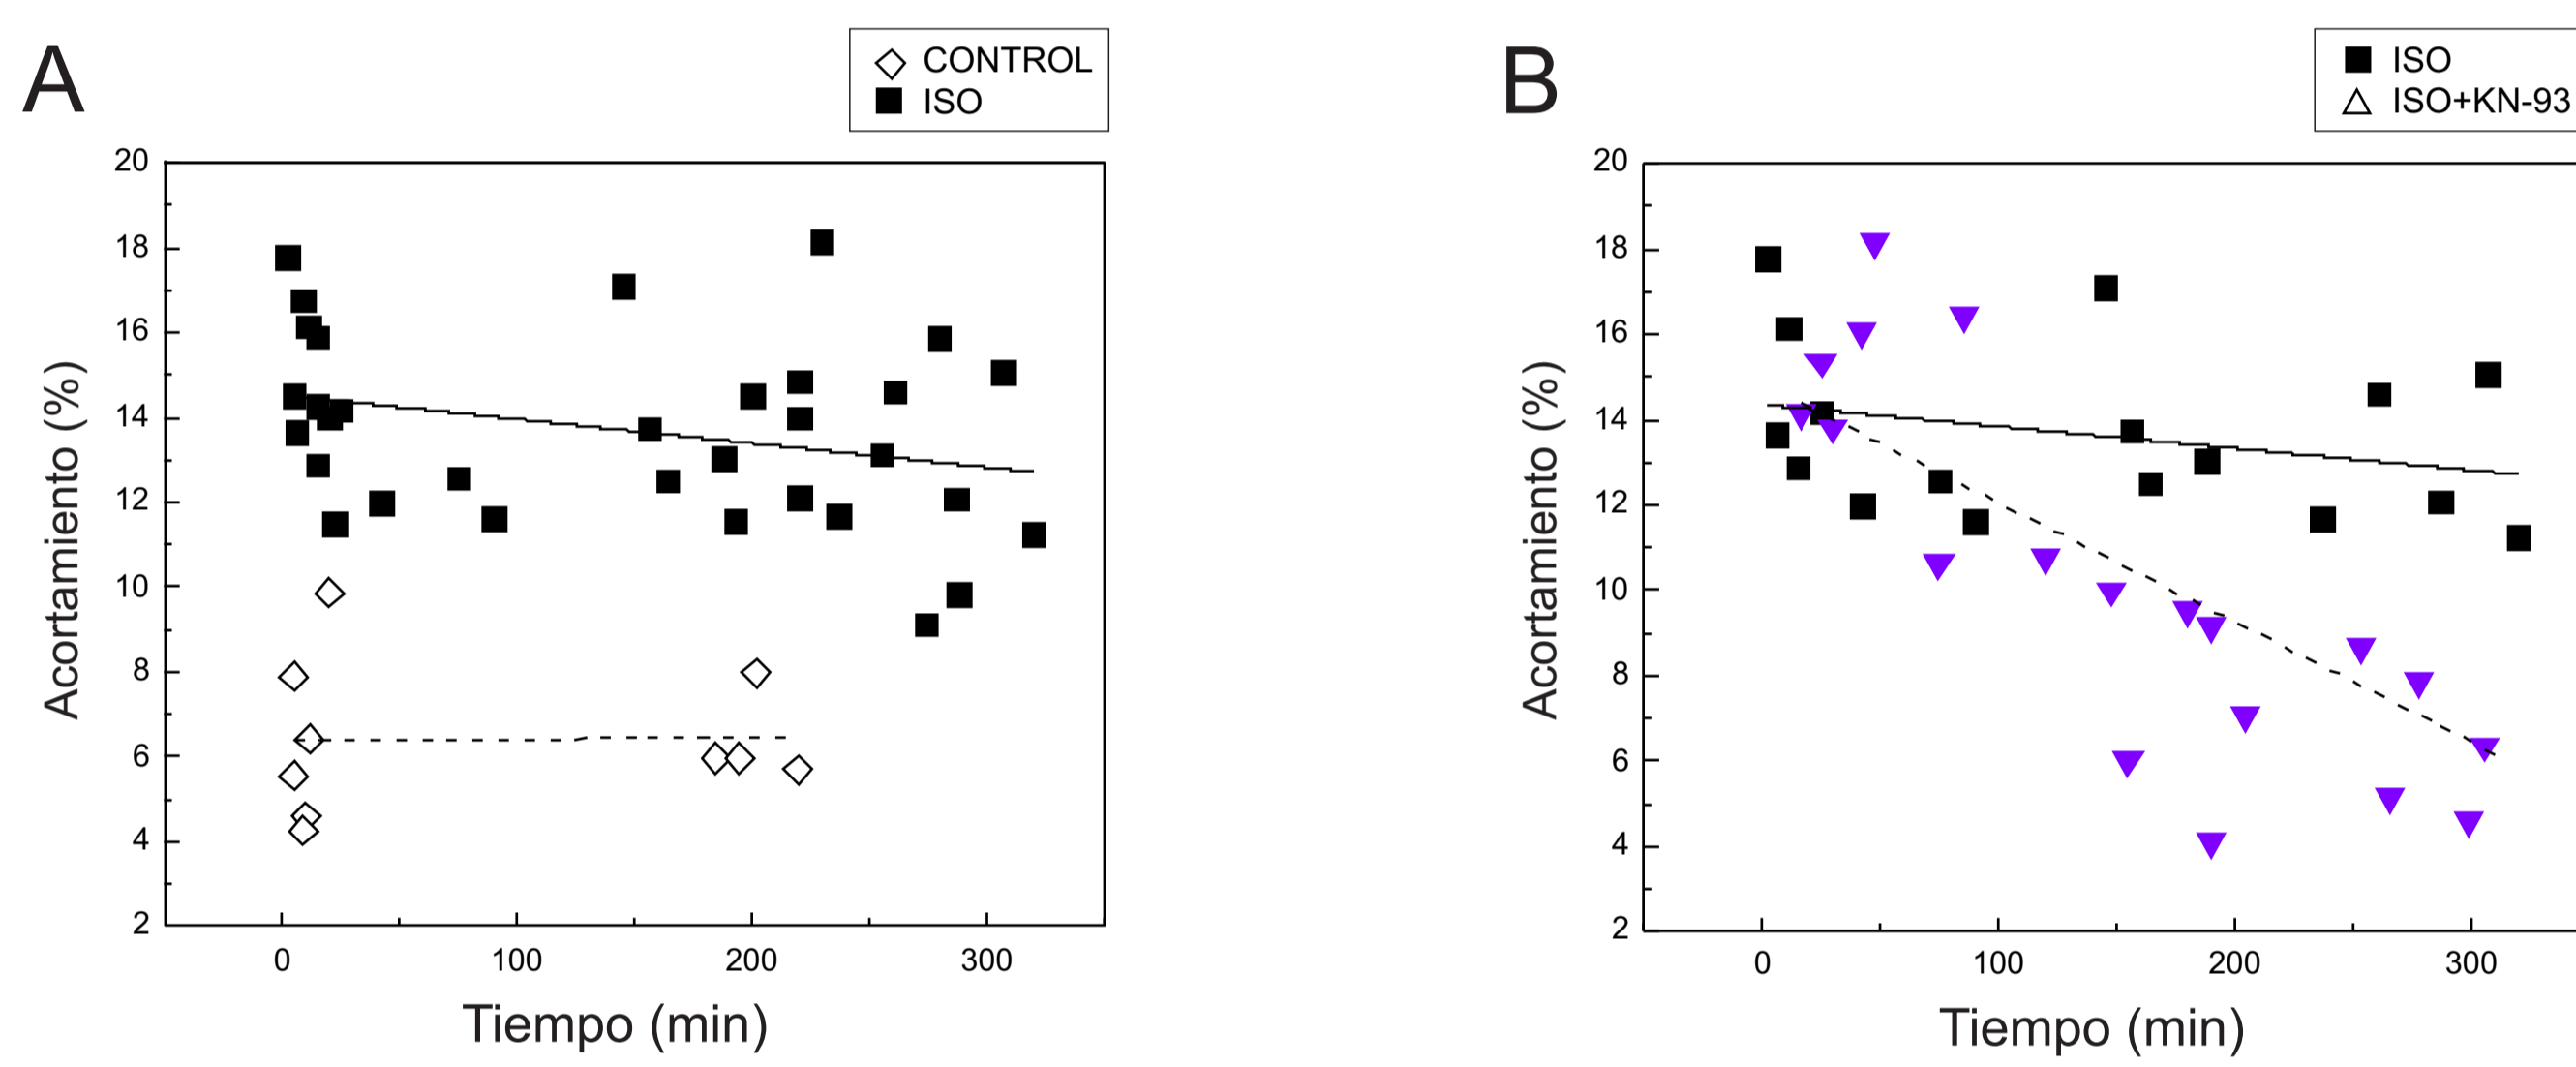 A
CONTROL
ISO
20
18
16
14
12
10
8
6
4
2
Acortamiento (%)
0 100 200 300
Tiempo (min)
B
ISO
ISO+KN-93
20
18
16
14
12
10
8
6
4
2
Acortamiento (%)
0 100 200 300
Tiempo (min)